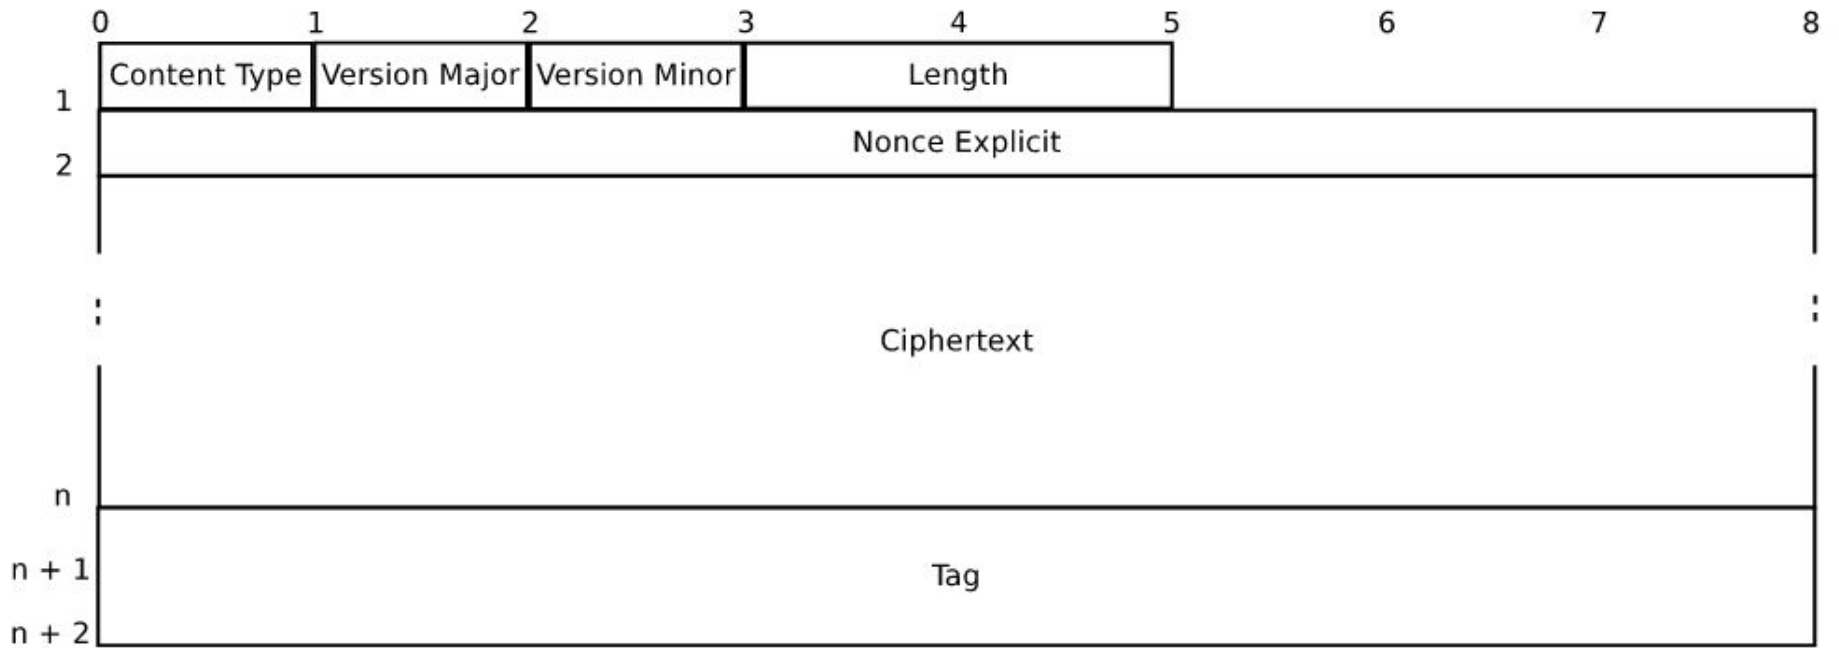 0 1 2 3 4 5 6 7 8
Content Type Version Major Version Minor Length
1
Nonce Explicit
2
Ciphertext
n
n + 1 Tag
n + 2